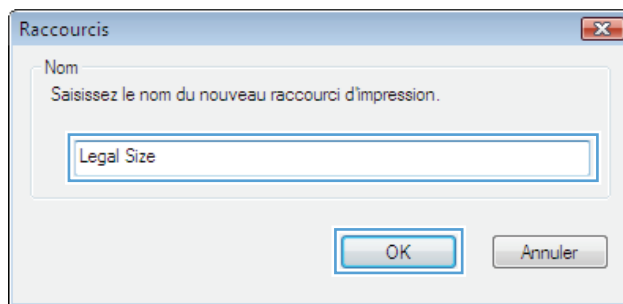 Raccourcis
Nom
Saisissez le nom du nouveau raccourci d'impression.
Legal Size
OK
Annuler